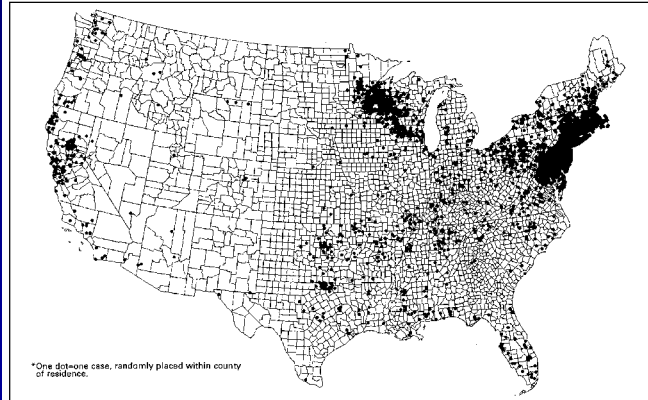 *One dot=one case, randomly placed within county
of residence.